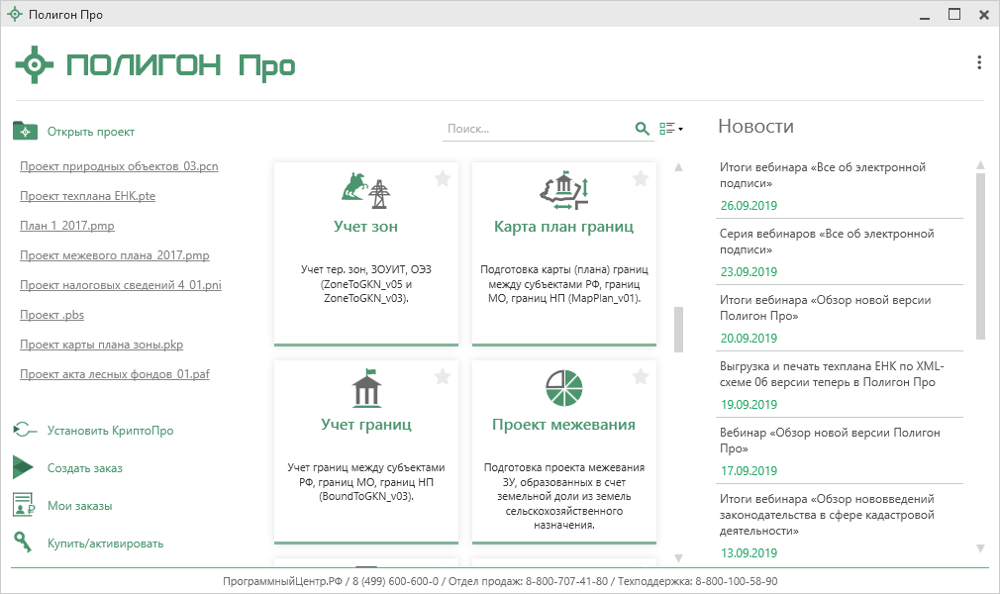 Полигон Про
ПОЛИГОН Про
Открыть проект
Проект природных объектов_03.pcn
Проект техплана ЕНК.pte
План 1_2017.pmp
Проект межевого плана_2017.pmp
Проект налоговых сведений 4_01.pni
Проект .pbs
Проект карты плана зоны.pkp
Проект акта лесных фондов_01.paf
Установить КриптоПро
Создать заказ
Мои заказы
Купить/активировать
Поиск...
Учет зон
Учет тер. зон, ЗОУИТ, ОЭЗ
(ZoneToGKN_v05 и
ZoneToGKN_v03).
Карта план границ
Подготовка карты (плана) границ
между субъектами РФ, границ
МО, границ НП (MapPlan_v01).
Учет границ
Учет границ между субъектами
РФ, границ МО, границ НП
(BoundToGKN_v03).
Проект межевания
Подготовка проекта межевания
ЗУ, образованных в счет
земельной доли из земель
сельскохозяйственного
назначения.
Новости
Итоги вебинара «Все об электронной
подписи»
26.09.2019
Серия вебинаров «Все об электронной
подписи»
23.09.2019
Итоги вебинара «Обзор новой версии
Полигон Про»
20.09.2019
Выгрузка и печать техплана ЕНК по XML-
схеме 06 версии теперь в Полигон Про
19.09.2019
Вебинар «Обзор новой версии Полигон
Про»
17.09.2019
Итоги вебинара «Обзор нововведений
законодательства в сфере кадастровой
деятельности»
13.09.2019
ПрограммныйЦентр.РФ / 8 (499) 600-600-0 / Отдел продаж: 8-800-707-41-80 / Техподдержка: 8-800-100-58-90